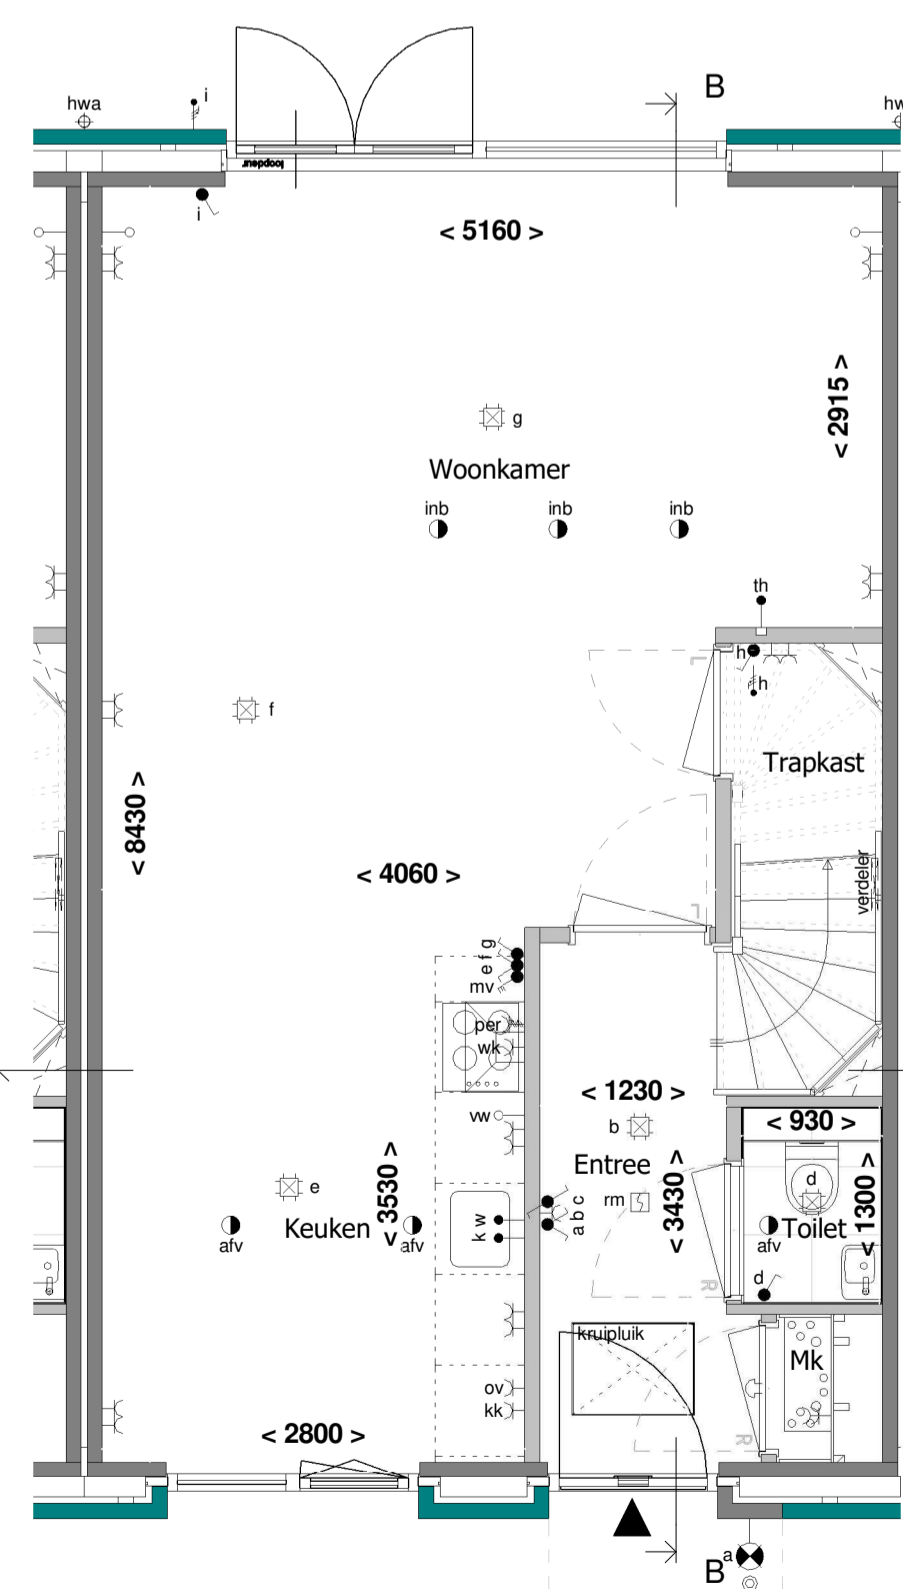 B
hwa
i
hw
loopdeur
i
< 5160 >
< 2915 >
g
Woonkamer
inb
inb
inb
th
h
h
L
f
Trapkast
< 8430 >
verdeler
< 4060 >
L
e f g
mv
per
wk
< 1230 >
vw
b
< 930 >
Entree
e
< 3530 >
rm
a b c
< 3430 >
d
< 1300 >
Keuken
k w
Toilet
afv
afv
afv
d
R
kruipluik
Mk
ov
kk
R
< 2800 >
a
B